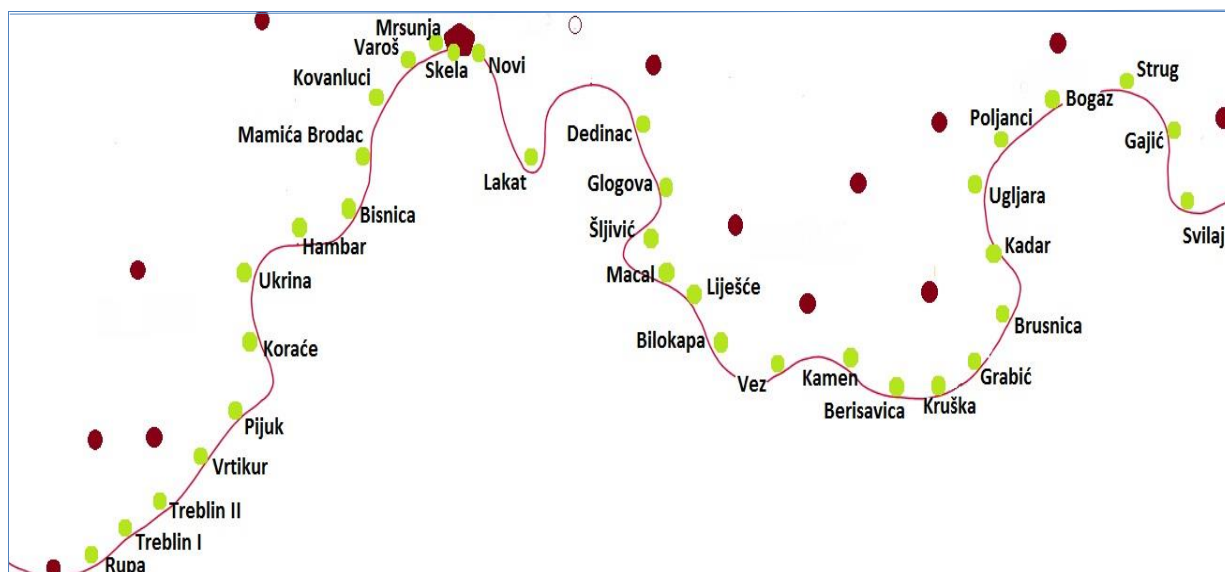 Mrsunja
Varoš
Skela
Novi
Kovanluci
Mamića Brodac
Bisnica
Hambar
Ukrina
Koraće
Pijuk
Vrtikur
Treblin II
Treblin I
Rupa
Lakat
Dedinac
Glogova
Šljivić
Macal
Liješće
Bilokapa
Vez
Kamen
Berisavica
Kruška
Grabić
Brusnica
Kadar
Ugljara
Poljanci
Bogaz
Strug
Gajić
Svilaj